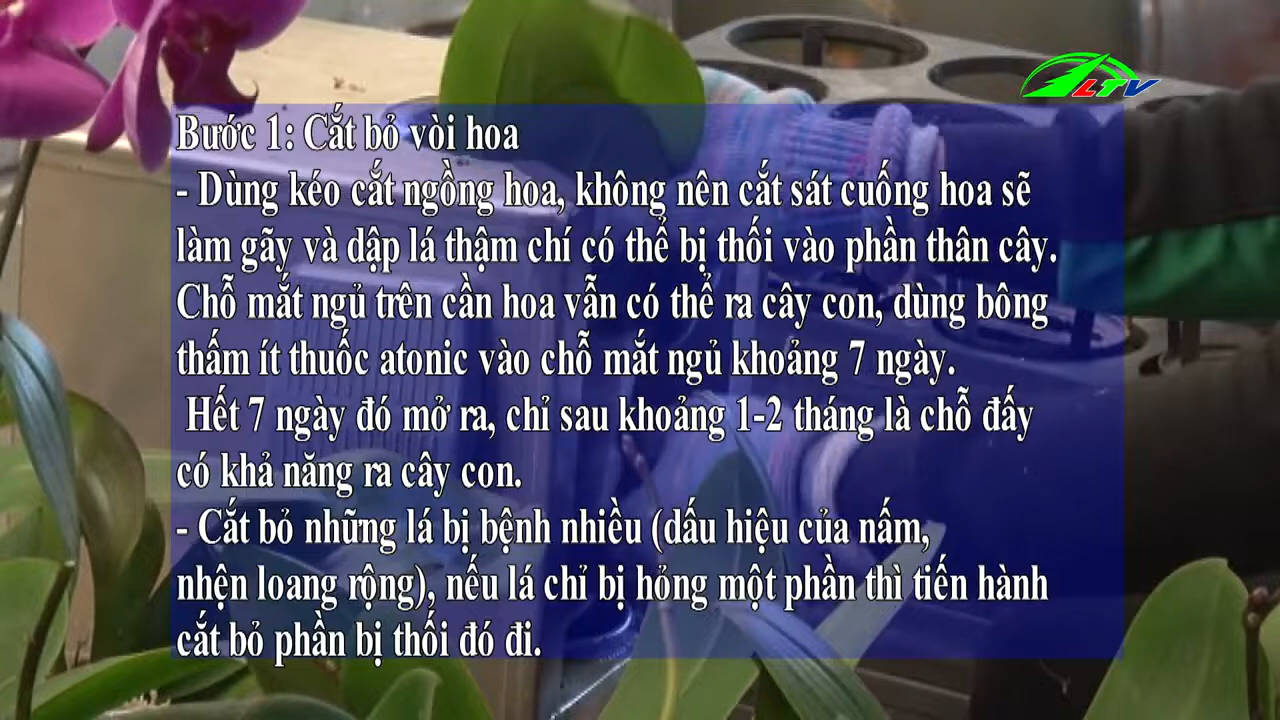 LTV
Bước 1: Cắt bỏ vòi hoa
- Dùng kéo cắt ngồng hoa, không nên cắt sát cuống hoa sẽ
làm gãy và dập lá thậm chí có thể bị thối vào phần thân cây.
Chỗ mắt ngủ trên cần hoa vẫn có thể ra cây con, dùng bông
thấm ít thuốc atonic vào chỗ mắt ngủ khoảng 7 ngày.
Hết 7 ngày đó mở ra, chỉ sau khoảng 1-2 tháng là chỗ đấy
có khả năng ra cây con.
- Cắt bỏ những lá bị bệnh nhiều (dấu hiệu của nấm,
nhện loang rộng), nếu lá chỉ bị hỏng một phần thì tiến hành
cắt bỏ phần bị thối đó đi.